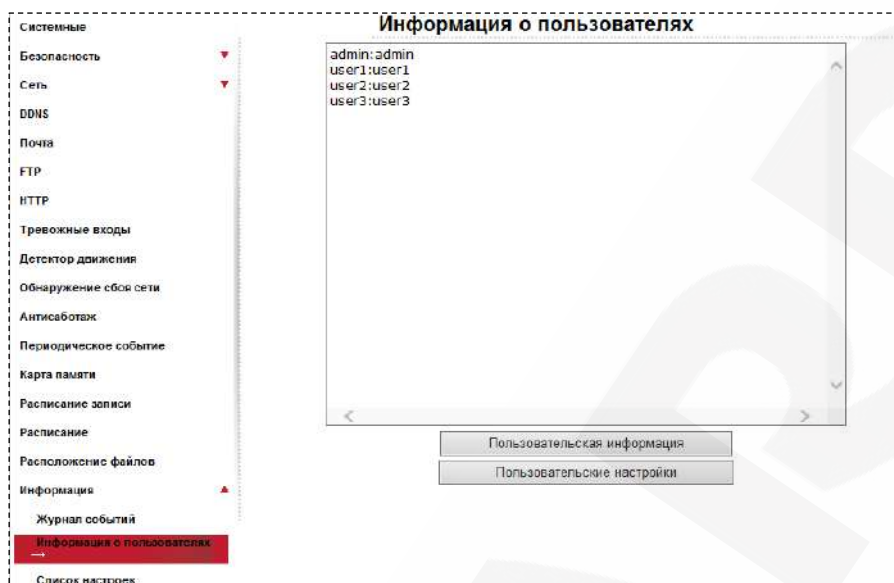 Информация о пользователях
Системные
Безопасность
Сеть
DDNS
Почта
FTP
HTTP
Тревожные входы
Детектор движения
Обнаружение сбоя сети
Антисаботаж
Периодическое событие
Карта памяти
Расписание записи
Расписание
Расположение файлов
Информация
Журнал событий
Информация о пользователях
Список настроек
admin:admin
user1:user1
user2:user2
user3:user3
Пользовательская информация
Пользовательские настройки